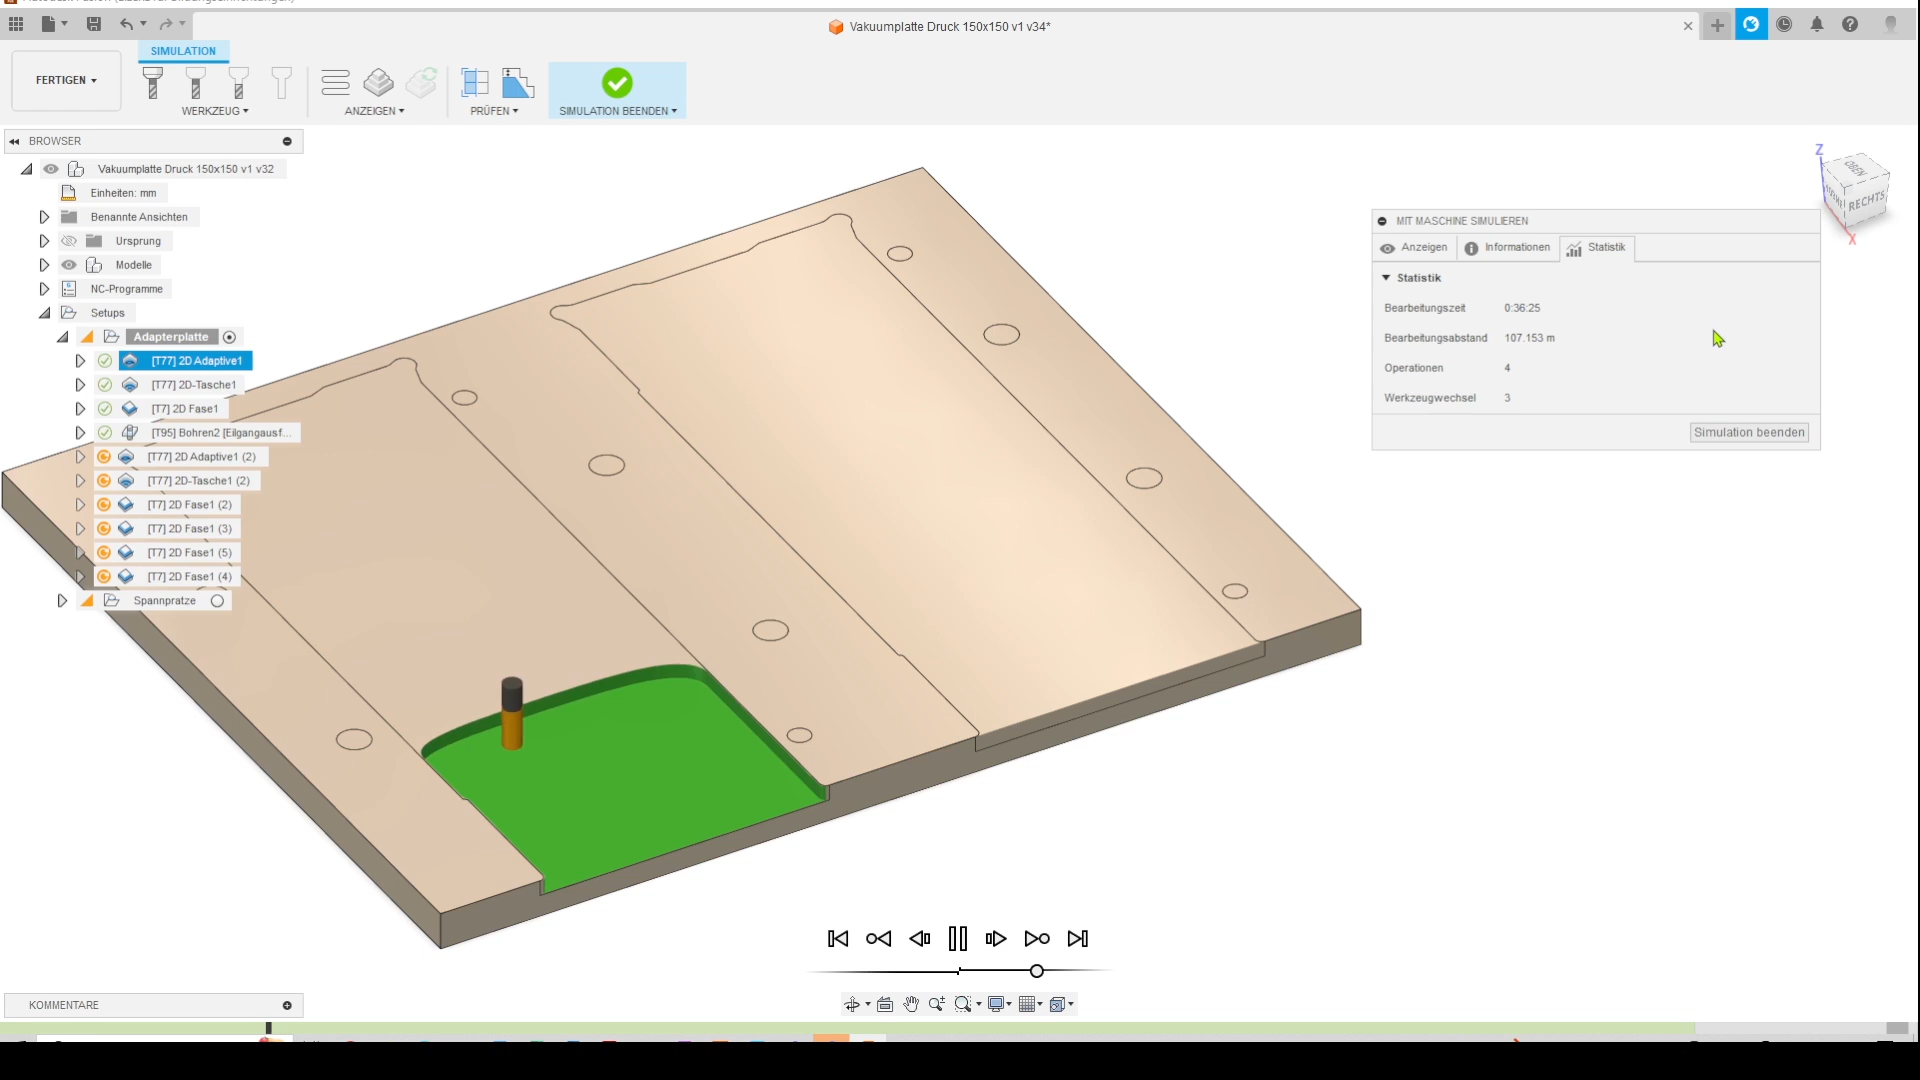 Vakuumplatte Druck 150x150 v1 v34*
SIMULATION
FERTIGEN
WERKZEUG
ANZEIGEN
PRÜFEN
SIMULATION BEENDEN
BROWSER
Vakuumplatte Druck 150x150 v1 v32
Einheiten: mm
Benannte Ansichten
Ursprung
Modelle
NC-Programme
Setups
Adapterplatte
[T77] 2D Adaptive1
[T77] 2D-Tasche1
[T7] 2D Fase1
[T95] Bohren2 [Eilgangausf...
[T77] 2D Adaptive1 (2)
[T77] 2D-Tasche1 (2)
[T7] 2D Fase1 (2)
[T7] 2D Fase1 (3)
[T7] 2D Fase1 (5)
[T7] 2D Fase1 (4)
Spannpratze
Z
OBEN
RECHTS
X
MIT MASCHINE SIMULIEREN
Anzeigen
Informationen
Statistik
Statistik
Bearbeitungszeit 0:36:25
Bearbeitungsabstand 107.153 m
Operationen 4
Werkzeugwechsel 3
Simulation beenden
KOMMENTARE